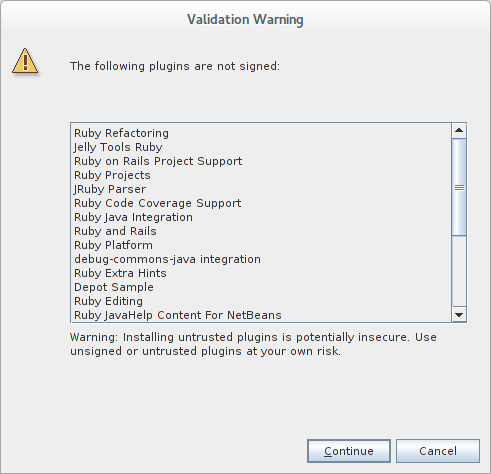 Validation Warning
The following plugins are not signed:
Ruby Refactoring
Jelly Tools Ruby
Ruby on Rails Project Support
Ruby Projects
JRuby Parser
Ruby Code Coverage Support
Ruby Java Integration
Ruby and Rails
Ruby Platform
debug-commons-java integration
Ruby Extra Hints
Depot Sample
Ruby Editing
Ruby JavaHelp Content For NetBeans
Warning: Installing untrusted plugins is potentially insecure. Use
unsigned or untrusted plugins at your own risk.
Continue Cancel